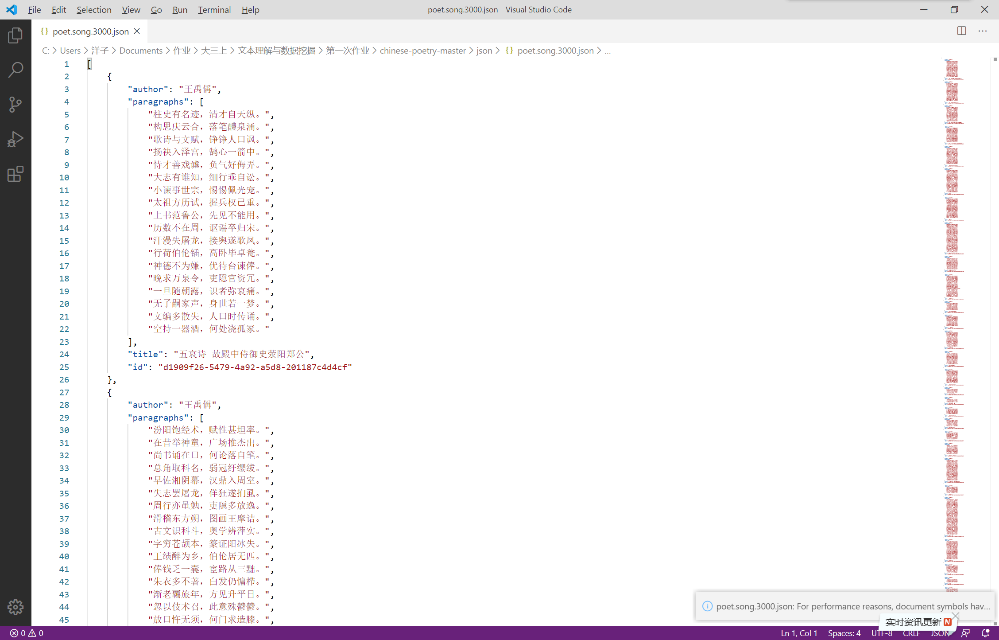 File Edit Selection View Go Run Terminal Help poet.song.3000.json - Visual Studio Code
{} poet.song.3000.json
C: > Users > 洋子 > Documents > 作业 > 大三上 > 文本理解与数据挖掘 > 第一次作业 > chinese-poetry-master > json > {} poet.song.3000.json > ...
1 [
2 {
3 "author": "王禹偁",
4 "paragraphs": [
5 "柱史有名迹，清才自天纵。",
6 "构思庆云合，落笔醴泉涌。",
7 "歌诗与文赋，铮铮人口讽。",
8 "扬袂入泽宫，鹄心一箭中。",
9 "恃才善戏谑，负气好侮弄。",
10 "大志有谁知，细行乖自讼。",
11 "小谏事世宗，惕惕佩光宠。",
12 "太祖方历试，握兵权已重。",
13 "上书范鲁公，先见不能用。",
14 "历数不在周，讴谣卒归宋。",
15 "汗漫失屠龙，接舆遂歌凤。",
16 "行荷伯伦锸，高卧毕卓瓮。",
17 "神德不为嫌，优待台谏俸。",
18 "晚求万泉令，吏隠官资冗。",
19 "一旦随朝露，识者弥哀痛。",
20 "无子嗣家声，身世若一梦。",
21 "文编多散失，人口时传诵。",
22 "空持一器酒，何处浇孤冢。"
23 ],
24 "title": "五哀诗 故殿中侍御史荥阳郑公",
25 "id": "d1909f26-5479-4a92-a5d8-201187c4d4cf"
26 },
27 {
28 "author": "王禹偁",
29 "paragraphs": [
30 "汾阳饱经术，赋性甚坦率。",
31 "在昔举神童，广场推杰出。",
32 "尚书诵在口，何论落自笔。",
33 "总角取科名，弱冠纡缨绂。",
34 "早佐湘阴幕，汉鼎入周室。",
35 "失志罢屠龙，佯狂遂扪虱。",
36 "周行亦黾勉，吏隠多放逸。",
37 "滑稽东方朔，图画王摩诘。",
38 "古文识科斗，奥学辨萍实。",
39 "字穷苍颉本，篆证阳冰失。",
40 "王绩醉为乡，伯伦居无匹。",
41 "俸钱乏一囊，宦路从三黜。",
42 "朱衣多不著，白发仍慵栉。",
43 "渐老羁旅年，方见升平日。",
44 "忽以伎术召，此意殊鬱鬱。",
45 "放口忤无须，何门求造膝。",
poet.song.3000.json: For performance reasons, document symbols hav...
实时资讯更新 N
0 0 Ln 1, Col 1 Spaces: 4 UTF-8 CRLF JSON